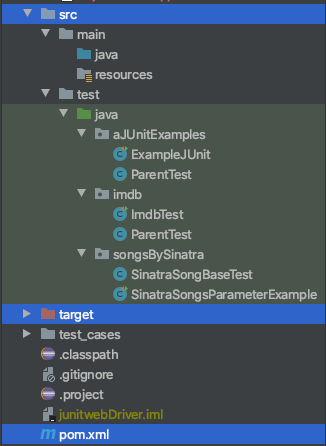 src
main
java
resources
test
java
aJUnitExamples
ExampleJUnit
ParentTest
imdb
ImdbTest
ParentTest
songsBySinatra
SinatraSongBaseTest
SinatraSongsParameterExample
target
test_cases
.classpath
.gitignore
.project
junitwebDriver.iml
pom.xml